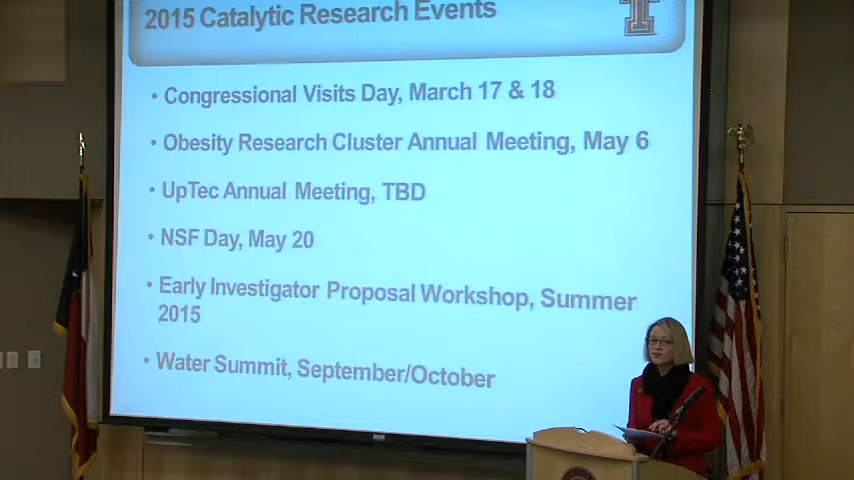 2015 Catalytic Research Events
• Congressional Visits Day, March 17 & 18
• Obesity Research Cluster Annual Meeting, May 6
• UpTec Annual Meeting, TBD
• NSF Day, May 20
• Early Investigator Proposal Workshop, Summer
2015
• Water Summit, September/October